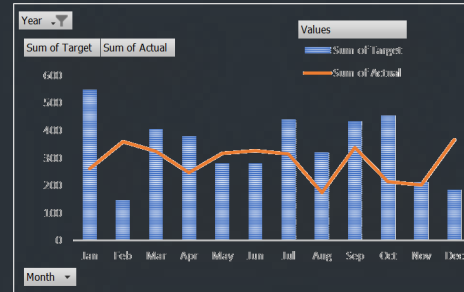 Year
Values
Sum of Target Sum of Actual
Sum of Target
Sum of Actual
600
500
400
300
200
100
0
Jan Feb Mar Apr May Jun Jul Aug Sep Oct Nov Dec
Month